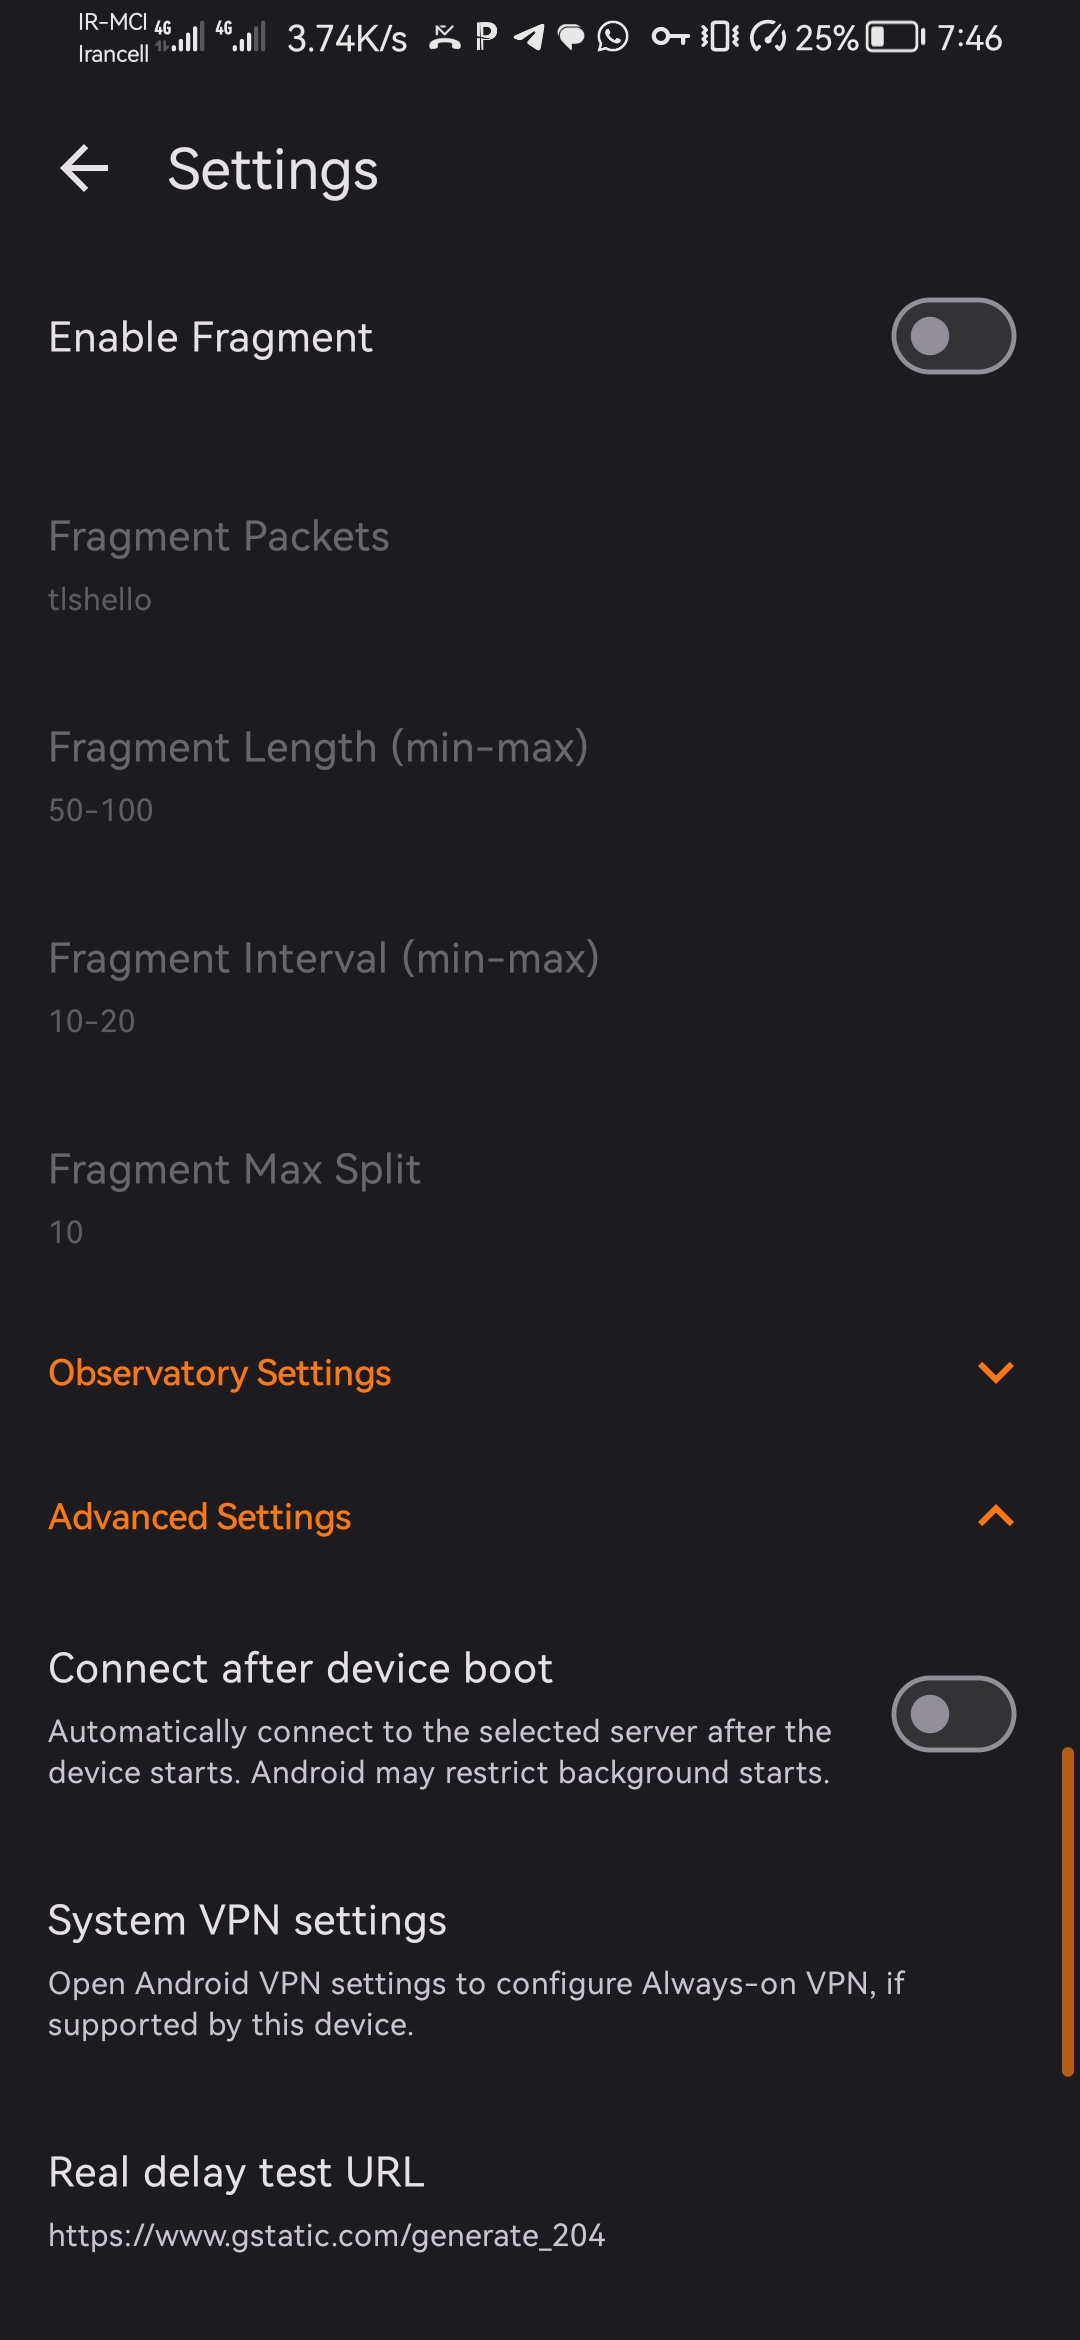 IR-MCI 4G 4G 3.74K/s 25% 7:46
Irancell
Settings
Enable Fragment
Fragment Packets
tlshello
Fragment Length (min-max)
50-100
Fragment Interval (min-max)
10-20
Fragment Max Split
10
Observatory Settings
Advanced Settings
Connect after device boot
Automatically connect to the selected server after the
device starts. Android may restrict background starts.
System VPN settings
Open Android VPN settings to configure Always-on VPN, if
supported by this device.
Real delay test URL
https://www.gstatic.com/generate_204